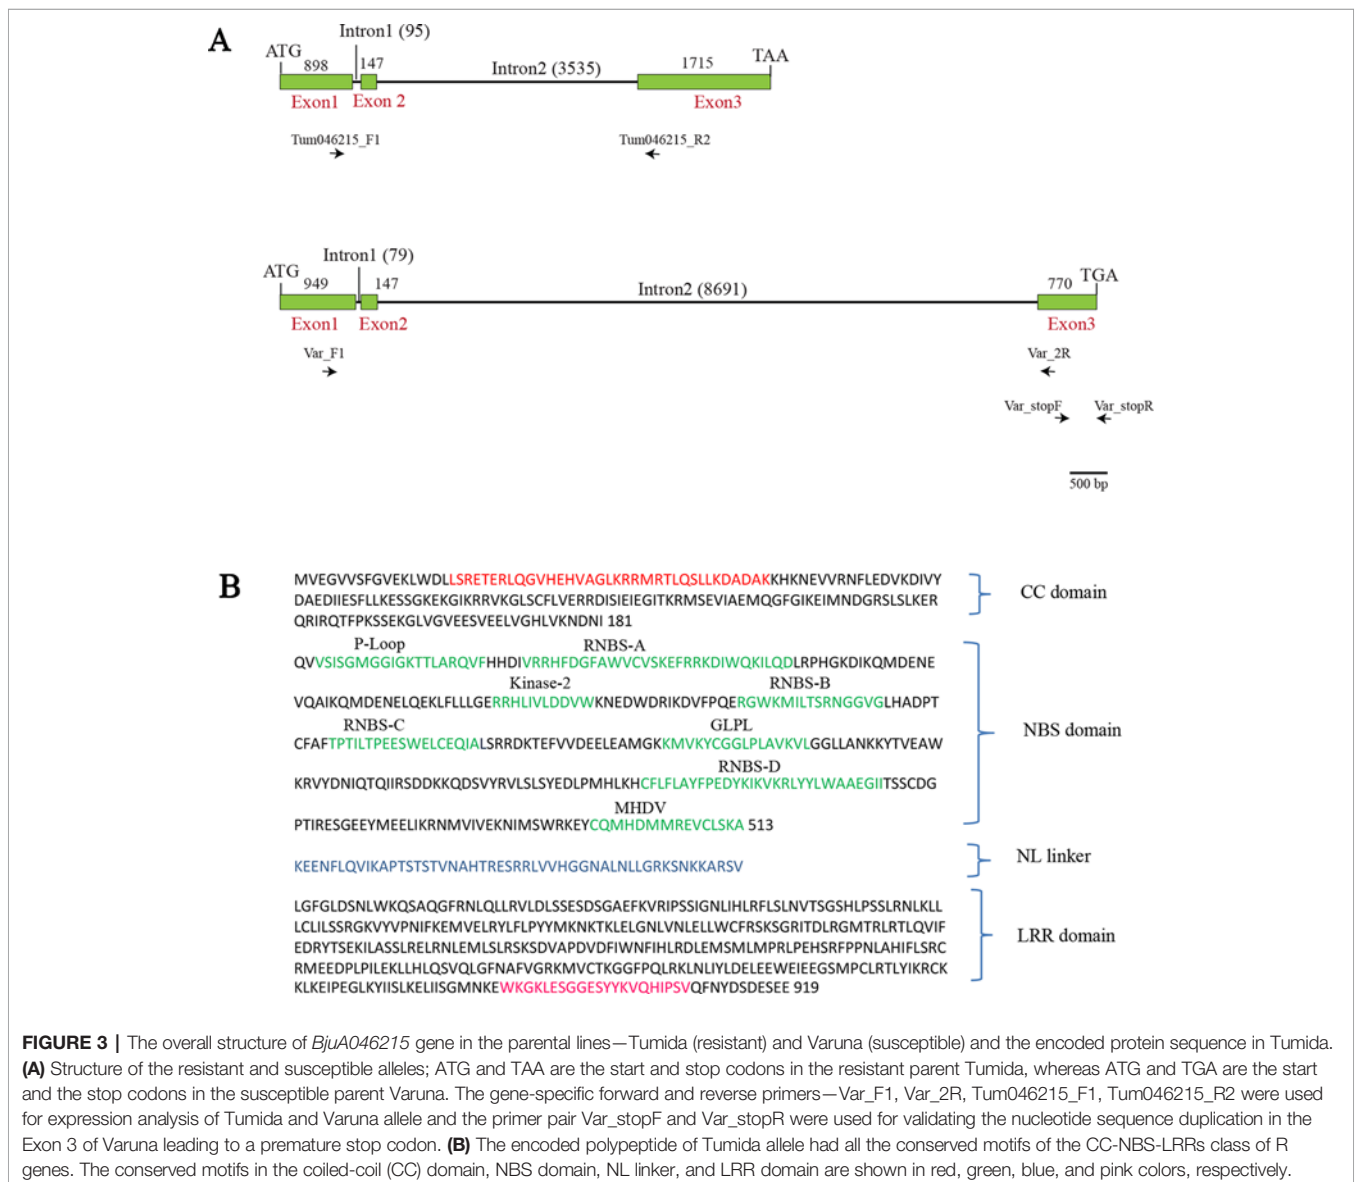 A
Intron1 (95)
ATG
898
147
Intron2 (3535)
1715
TAA
Exon1
Exon 2
Exon3
Tum046215_F1
Tum046215_R2
Intron1 (79)
ATG
949
147
Intron2 (8691)
770
TGA
Exon1
Exon2
Exon3
Var_F1
Var_2R
Var_stopF
Var_stopR
500 bp
B
MVEGVVSFGVEKLWDLLSRETERLQGVHEHVAGLKRRMRTLQSLLKDADAKKHKNEVVRNFLEDVKDIVY
DAEDIIESFLLKESSGKEKGIKRRVKGLSCFLVERRDISIEIEGITKRMSEVIAEMQGFGIKEIMNDGRSLSLKER
QRIRQTFPKSSEKGLVGVEESVEELVGHLVKNDNI 181
CC domain
P-Loop
RNBS-A
QVVSISGMGGIGKTTLARQVFHHDIVRRHFDGFAWVCVSKEFRRKDIWQKILQDLRPHGKDIKQMDENE
Kinase-2
RNBS-B
VQAIKQMDENELQEKLFLLLGERRHLIVLDDVWKNEDWDRIKDVFPQERGWKMILTSRNGGVGLHADPT
RNBS-C
GLPL
CFAFTPTILTPEESWELCEQIALSRRDKTEFVVDEELEAMGKKMVKYCGGLPLAVKVLGGLLANKKYTVEAW
RNBS-D
KRVYDNIQTQIIRSDDKKQDSVYRVLSLSYEDLPMHLKHCFLFLAYFPEDYKIKVKRLYYLWAAEGIITSSCDG
MHDV
PTIRESGEEYMEELIKRNMVIVEKNIMSWRKEYCQMHDMMREVCLSKA 513
NBS domain
KEENFLQVIKAPTSTSTVNAHTRESRRLVVHGGNALNLLGRKSNKKARSV
NL linker
LGFGLDSNLWKQSAQGFRNLQLLRVLDLSSESDSGAEFKVRIPSSIGNLIHLRFLSLNVTSGSHLPSSLRNLKLL
LCLILSSRGKVYVPNIFKEMVELRYLFLPYYMKNKTKLELGNLVNLELLWCFRSKSGRITDLRGMTRLRTLQVIF
EDRYTSEKILASSLRELRNLEMLSLRSKSDVAPDVDFIWNFIHLRDLEMSMLMPRLPEHSRFPPNLAHIFLSRC
RMEEDPLPILEKLLHLQSVQLGFNAFVGRKMVCTKGGFPQLRKLNLIYLDELEEWEIEEGSMPCLRTLYIKRCK
KLKEIPEGLKYIISLKELIISGMNKEWKGKLESGGESYYKVQHIPSVQFNYDSDESEE 919
LRR domain
FIGURE 3 | The overall structure of BjuA046215 gene in the parental lines—Tumida (resistant) and Varuna (susceptible) and the encoded protein sequence in Tumida.
(A) Structure of the resistant and susceptible alleles; ATG and TAA are the start and stop codons in the resistant parent Tumida, whereas ATG and TGA are the start
and the stop codons in the susceptible parent Varuna. The gene-specific forward and reverse primers—Var_F1, Var_2R, Tum046215_F1, Tum046215_R2 were used
for expression analysis of Tumida and Varuna allele and the primer pair Var_stopF and Var_stopR were used for validating the nucleotide sequence duplication in the
Exon 3 of Varuna leading to a premature stop codon. (B) The encoded polypeptide of Tumida allele had all the conserved motifs of the CC-NBS-LRRs class of R
genes. The conserved motifs in the coiled-coil (CC) domain, NBS domain, NL linker, and LRR domain are shown in red, green, blue, and pink colors, respectively.